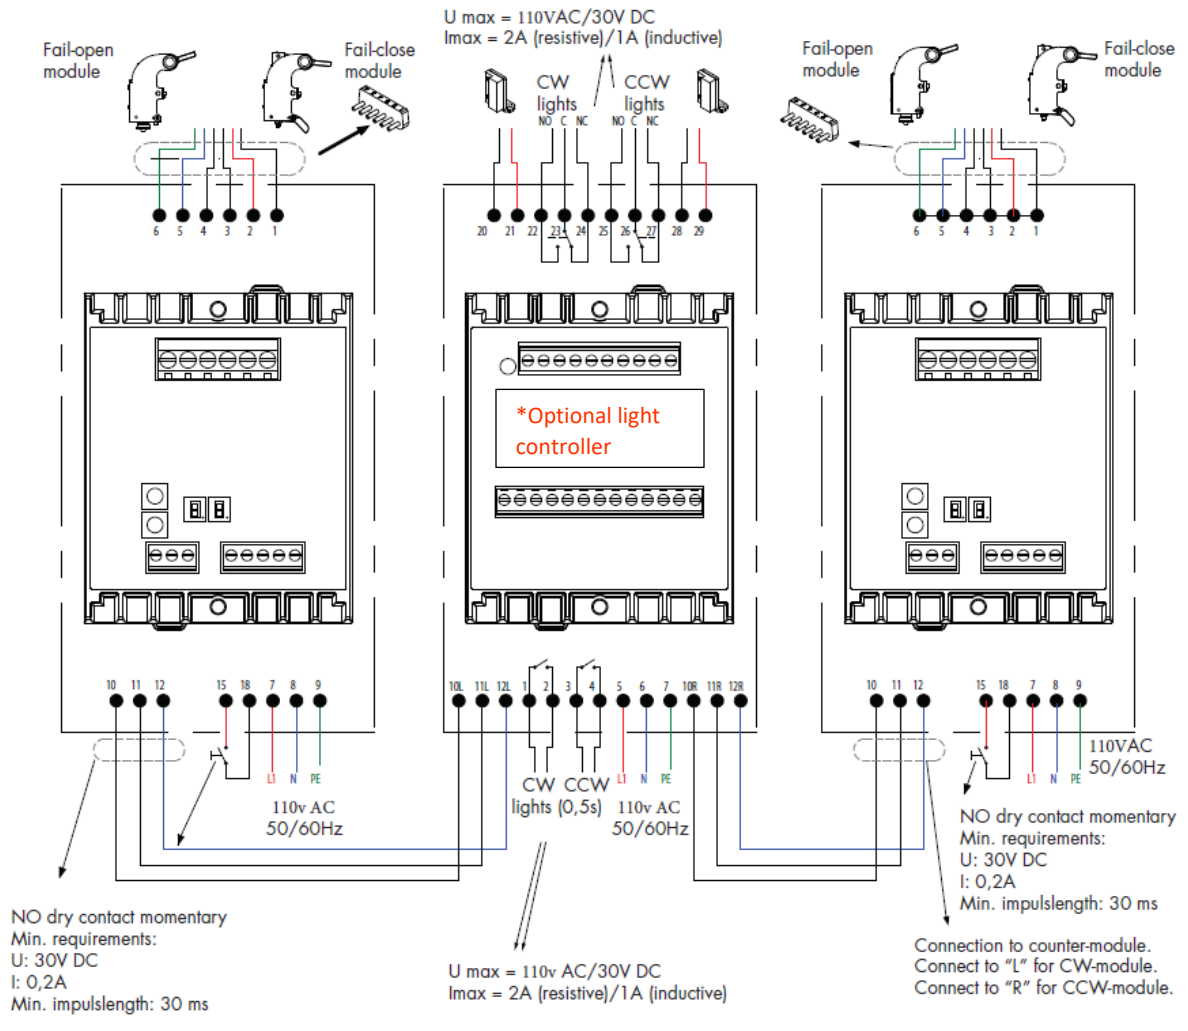 U max = 110VAC/30V DC
Imax = 2A (resistive)/1A (inductive)
Fail-open
module
Fail-close
module
CW
lights
CCW
lights
NO C NC
NO C NC
Fail-open
module
Fail-close
module
6 5 4 3 2 1
20 21 22 23 24 25 26 27 28 29
6 5 4 3 2 1
*Optional light
controller
10 11 12 15 18 7 8 9
10L 11L 12L 1 2 3 4 5 6 7 10R 11R 12R
10 11 12 15 18 7 8 9
L1 N PE
110v AC
50/60Hz
CW CCW
lights (0,5s)
L1 N PE
110v AC
50/60Hz
L1 N PE
110VAC
50/60Hz
NO dry contact momentary
Min. requirements:
U: 30V DC
I: 0,2A
Min. impulslength: 30 ms
NO dry contact momentary
Min. requirements:
U: 30V DC
I: 0,2A
Min. impulslength: 30 ms
U max = 110v AC/30V DC
Imax = 2A (resistive)/1A (inductive)
Connection to counter-module.
Connect to “L” for CW-module.
Connect to “R” for CCW-module.